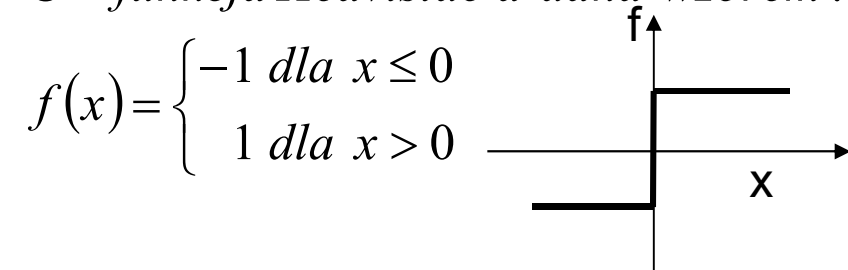 f
f(x) = { −1 dla x ≤ 0
1 dla x > 0
x